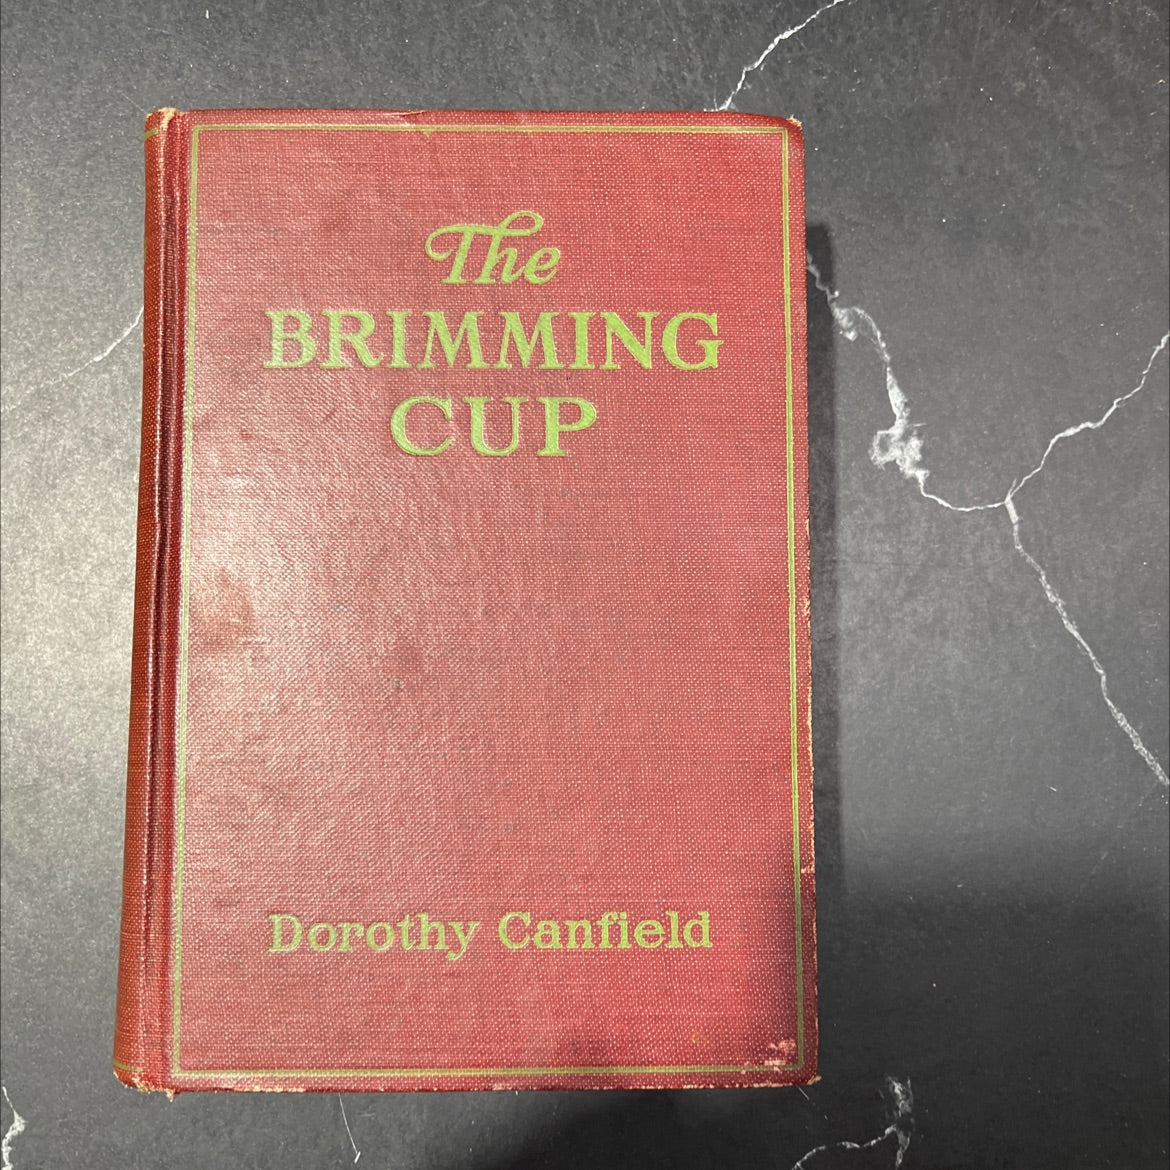 The
BRIMMING
CUP
Dorothy Canfield